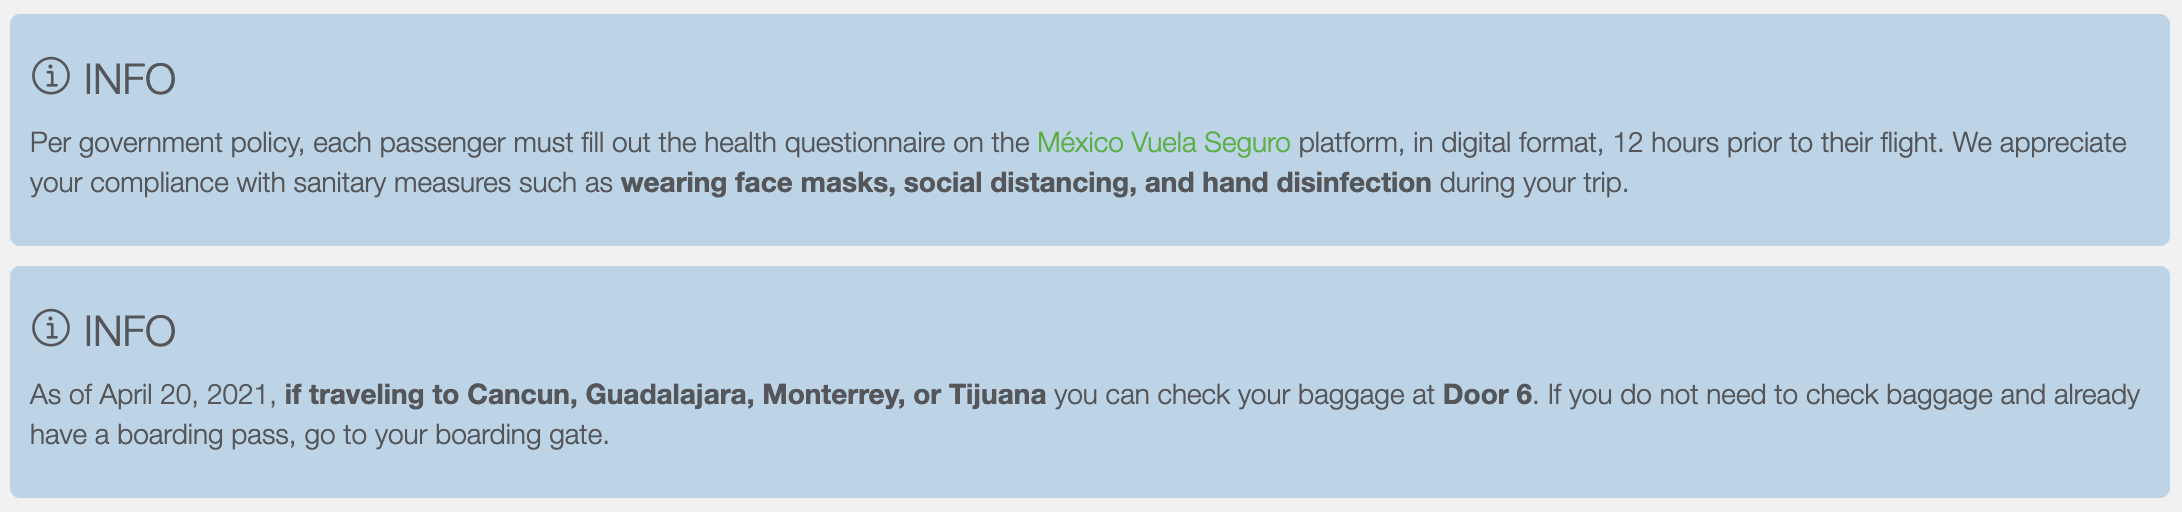 INFO
Per government policy, each passenger must fill out the health questionnaire on the México Vuela Seguro platform, in digital format, 12 hours prior to their flight. We appreciate
your compliance with sanitary measures such as wearing face masks, social distancing, and hand disinfection during your trip.
INFO
As of April 20, 2021, if traveling to Cancun, Guadalajara, Monterrey, or Tijuana you can check your baggage at Door 6. If you do not need to check baggage and already
have a boarding pass, go to your boarding gate.